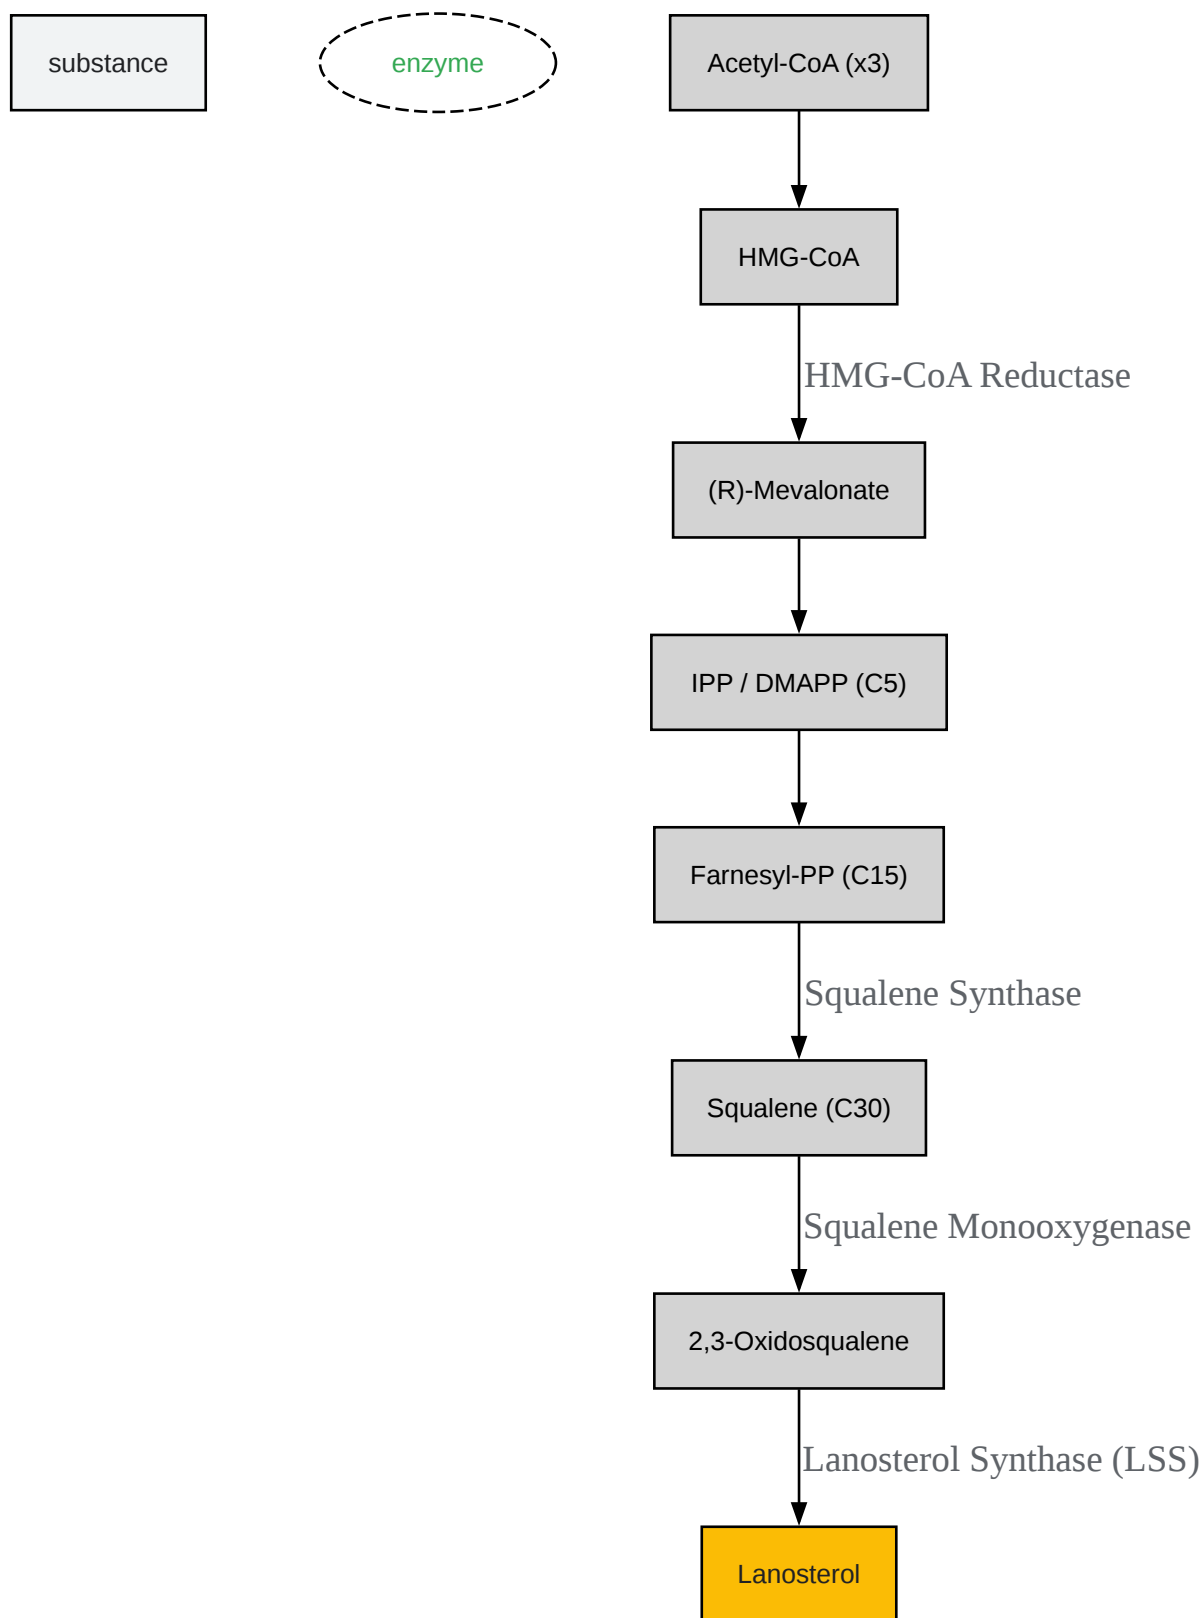 substance
enzyme
Acetyl-CoA (x3)
HMG-CoA
HMG-CoA Reductase
(R)-Mevalonate
IPP / DMAPP (C5)
Farnesyl-PP (C15)
Squalene Synthase
Squalene (C30)
Squalene Monooxygenase
2,3-Oxidosqualene
Lanosterol Synthase (LSS)
Lanosterol